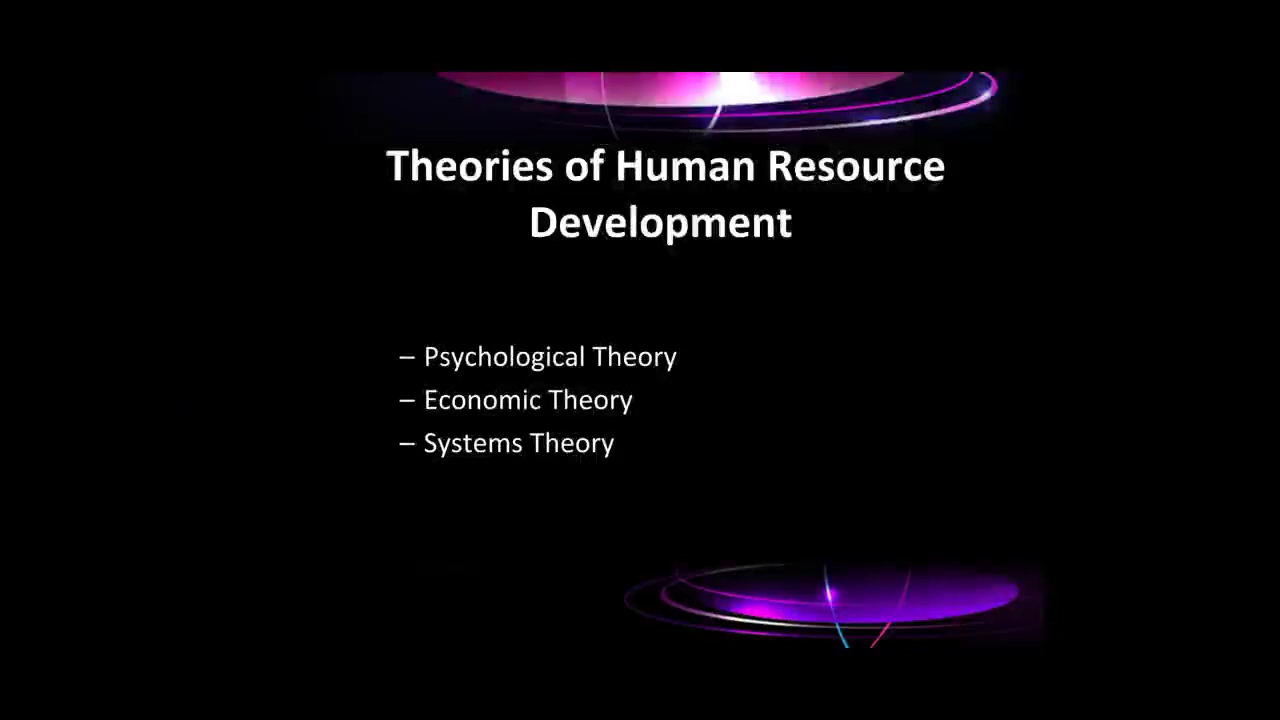 Theories of Human Resource
Development
– Psychological Theory
– Economic Theory
– Systems Theory